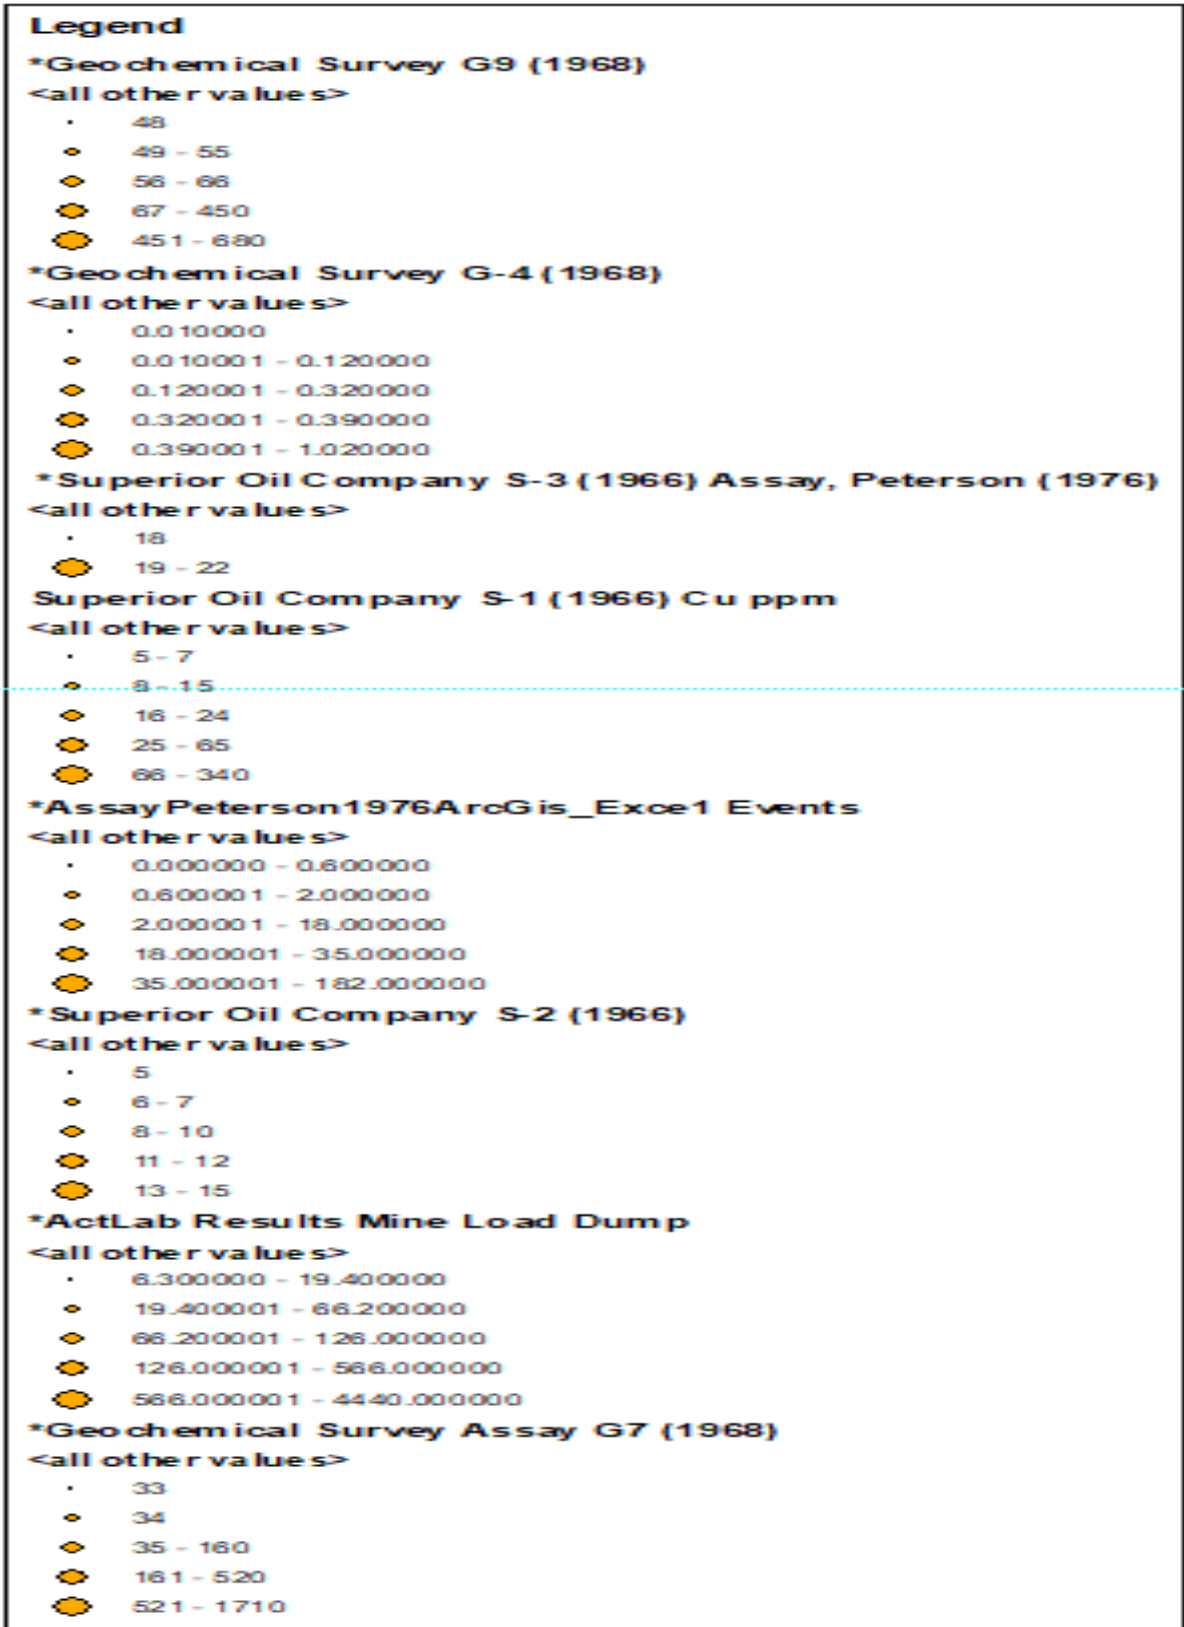 Legend
*Geochemical Survey G9 (1968)
<all other values>
48
49 - 55
56 - 66
67 - 450
451 - 680
*Geochemical Survey G-4 (1968)
<all other values>
0.010000
0.010001 - 0.120000
0.120001 - 0.320000
0.320001 - 0.390000
0.390001 - 1.020000
*Superior Oil Company S-3 (1966) Assay, Peterson (1976)
<all other values>
18
19 - 22
Superior Oil Company S-1 (1966) Cu ppm
<all other values>
5 - 7
8 - 15
16 - 24
25 - 65
66 - 340
*AssayPeterson1976ArcGis_Exce1 Events
<all other values>
0.000000 - 0.600000
0.600001 - 2.000000
2.000001 - 18.000000
18.000001 - 35.000000
35.000001 - 182.000000
*Superior Oil Company S-2 (1966)
<all other values>
5
6 - 7
8 - 10
11 - 12
13 - 15
*ActLab Results Mine Load Dump
<all other values>
6.300000 - 19.400000
19.400001 - 66.200000
66.200001 - 126.000000
126.000001 - 566.000000
566.000001 - 4440.000000
*Geochemical Survey Assay G7 (1968)
<all other values>
33
34
35 - 160
161 - 520
521 - 1710